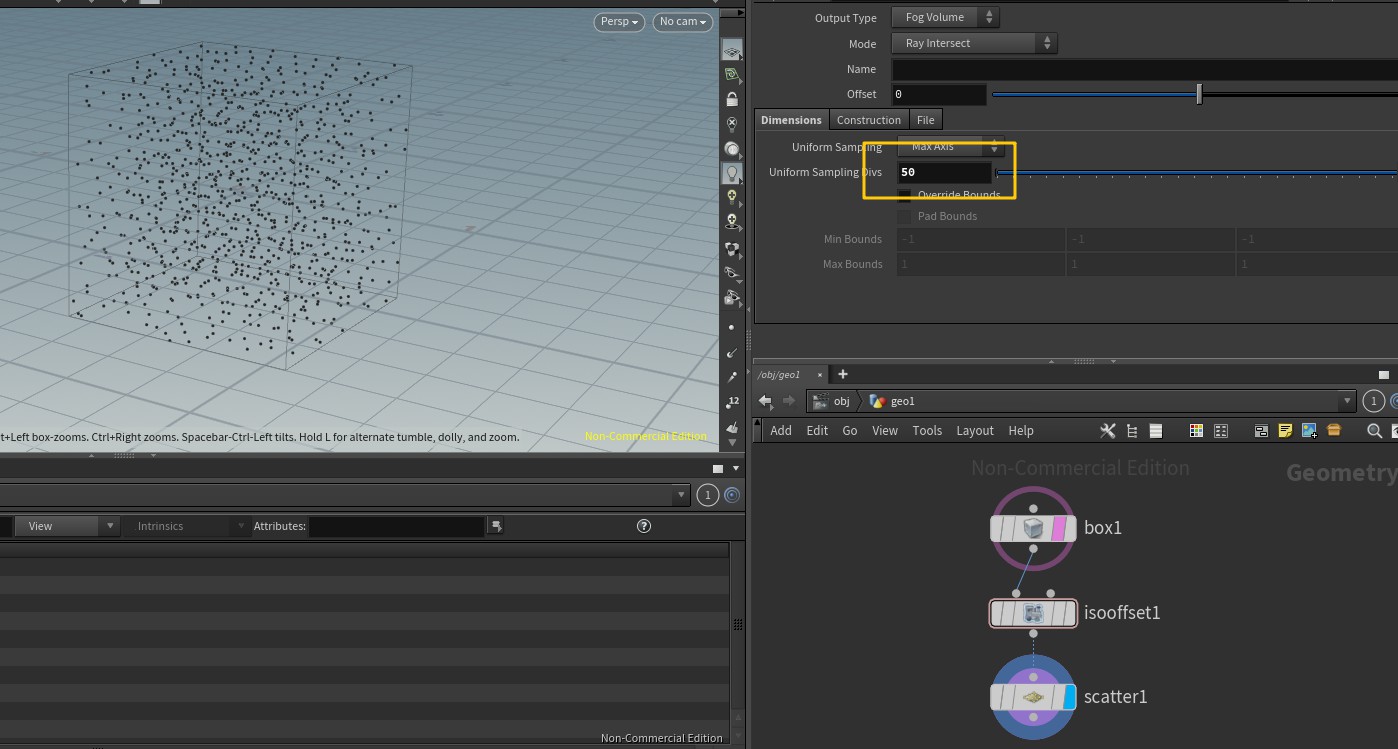 Persp
No cam
t+Left box-zooms. Ctrl+Right zooms. Spacebar-Ctrl-Left tilts. Hold L for alternate tumble, dolly, and zoom.
Non-Commercial Edition
12
1
View
Intrinsics
Attributes:
?
Non-Commercial Edition
Output Type
Fog Volume
Mode
Ray Intersect
Name
Offset
0
Dimensions
Construction
File
Uniform Sampling
Max Axis
Uniform Sampling Divs
50
Override Bounds
Pad Bounds
Min Bounds
-1
-1
-1
Max Bounds
1
1
1
/obj/geo1
obj
geo1
1
Add
Edit
Go
View
Tools
Layout
Help
Non-Commercial Edition
Geometry
box1
isooffset1
scatter1